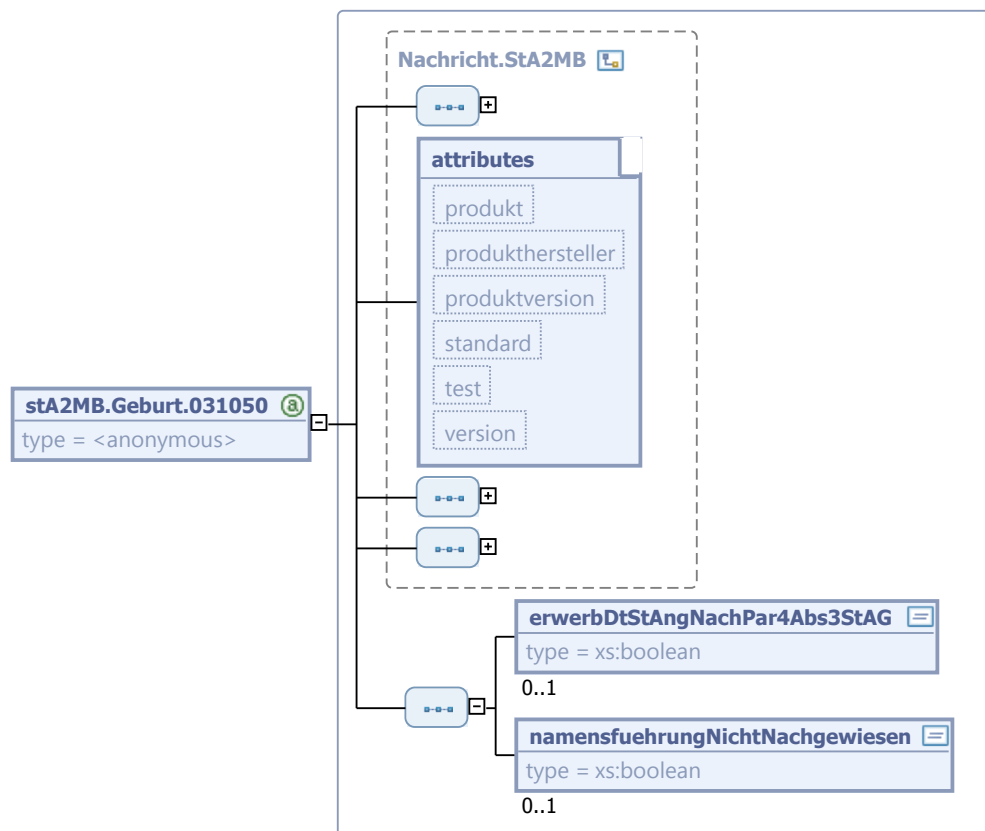 Nachricht.StA2MB
attributes
produkt
produkthersteller
produktversion
standard
test
version
stA2MB.Geburt.031050
type = <anonymous>
erwerbDtStAngNachPar4Abs3StAG
type = xs:boolean
0..1
namensfuehrungNichtNachgewiesen
type = xs:boolean
0..1